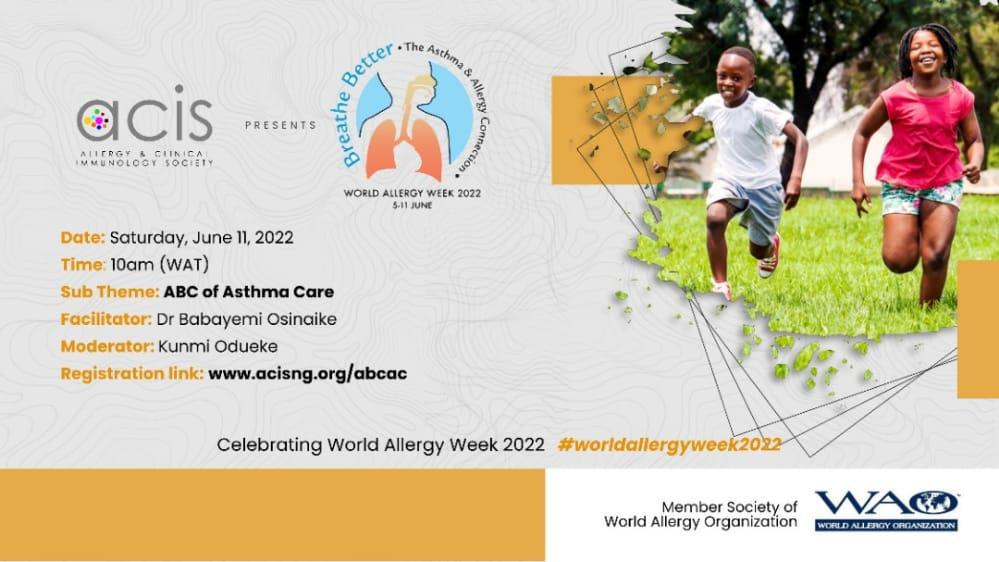 acis
ALLERGY & CLINICAL
IMMUNOLOGY SOCIETY
PRESENTS
Breathe Better • The Asthma & Allergy Connection •
WORLD ALLERGY WEEK 2022
5-11 JUNE
Date: Saturday, June 11, 2022
Time: 10am (WAT)
Sub Theme: ABC of Asthma Care
Facilitator: Dr Babayemi Osinaike
Moderator: Kunmi Odueke
Registration link: www.acisng.org/abcac
Celebrating World Allergy Week 2022 #worldallergyweek2022
Member Society of
World Allergy Organization
WAO
WORLD ALLERGY ORGANIZATION